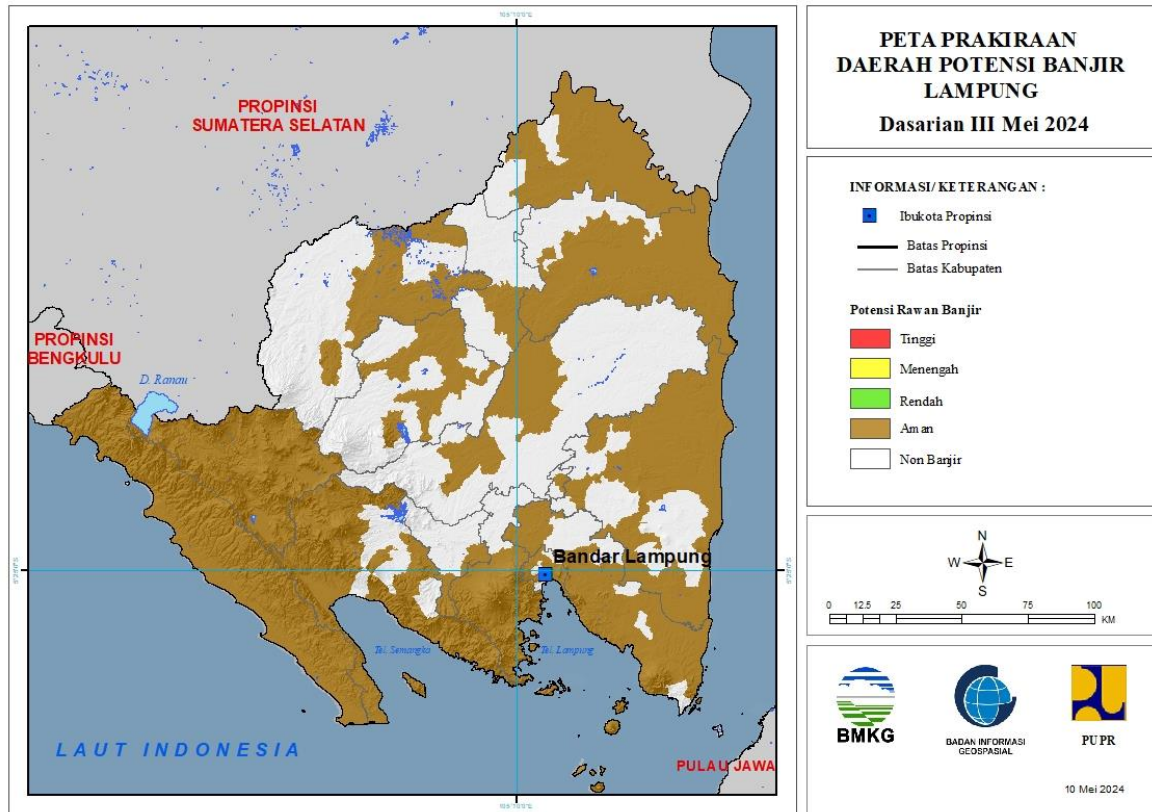 PETA PRAKIRAAN
DAERAH POTENSI BANJIR
LAMPUNG
Dasarian III Mei 2024
INFORMASI/ KETERANGAN :
Ibukota Propinsi
Batas Propinsi
Batas Kabupaten
Potensi Rawan Banjir
Tinggi
Menengah
Rendah
Aman
Non Banjir
PROPINSI
SUMATERA SELATAN
PROPINSI
BENGKULU
D. Ranau
Bandar Lampung
Tel. Semangka
Tel. Lampung
LAUT INDONESIA
PULAU JAWA
N
W E
S
0 12.5 25 50 75 100
KM
BMKG
BADAN INFORMASI
GEOSPASIAL
PUPR
10 Mei 2024